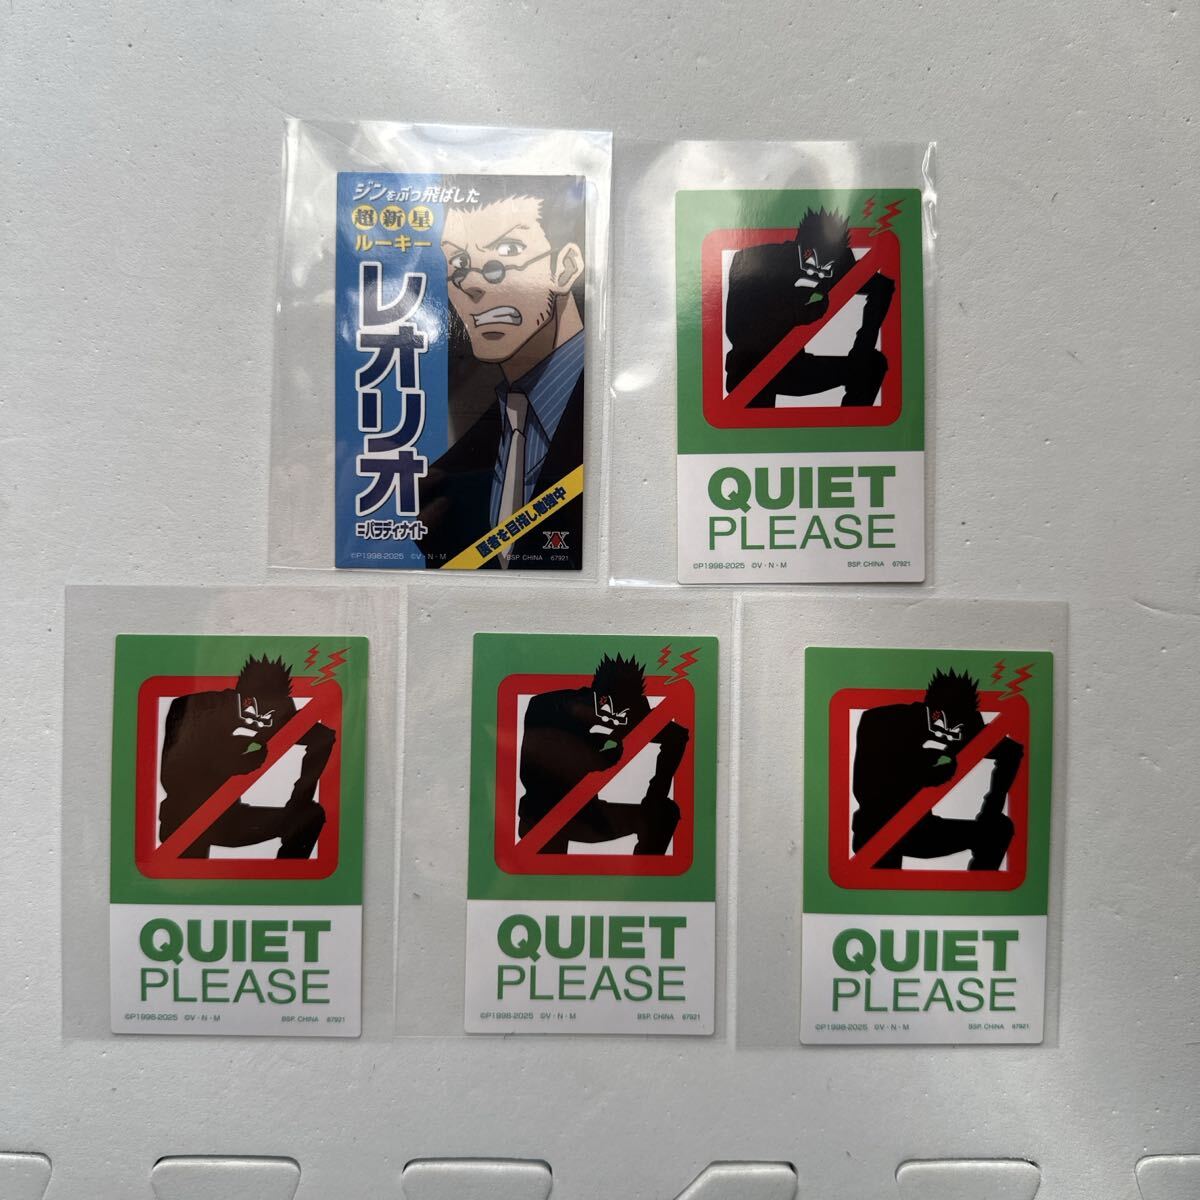 ジンをぶっ飛ばした
超新星
ルーキー
レオリオ
=パラディナイト
医者を目指し勉強中
©P1998-2025 ©V・N・M
BSP. CHINA 67921
QUIET
PLEASE
©P1998-2025 ©V・N・M BSP. CHINA 67921
QUIET
PLEASE
©P1998-2025 ©V・N・M BSP. CHINA 67921
QUIET
PLEASE
©P1998-2025 ©V・N・M BSP. CHINA 67921
QUIET
PLEASE
©P1998-2025 ©V・N・M BSP. CHINA 67921